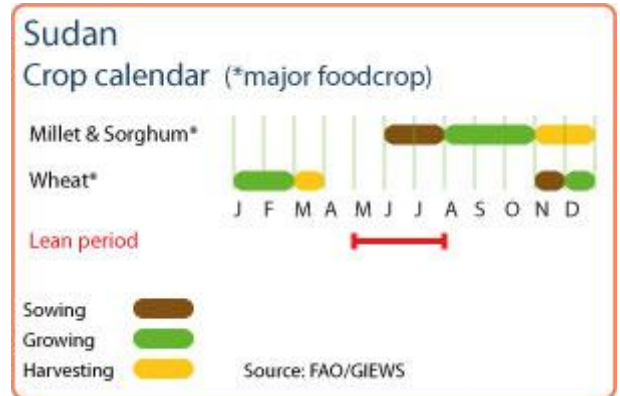 Sudan
Crop calendar (*major foodcrop)
Millet & Sorghum*
Wheat*
J F M A M J J A S O N D
Lean period
Sowing
Growing
Harvesting
Source: FAO/GIEWS